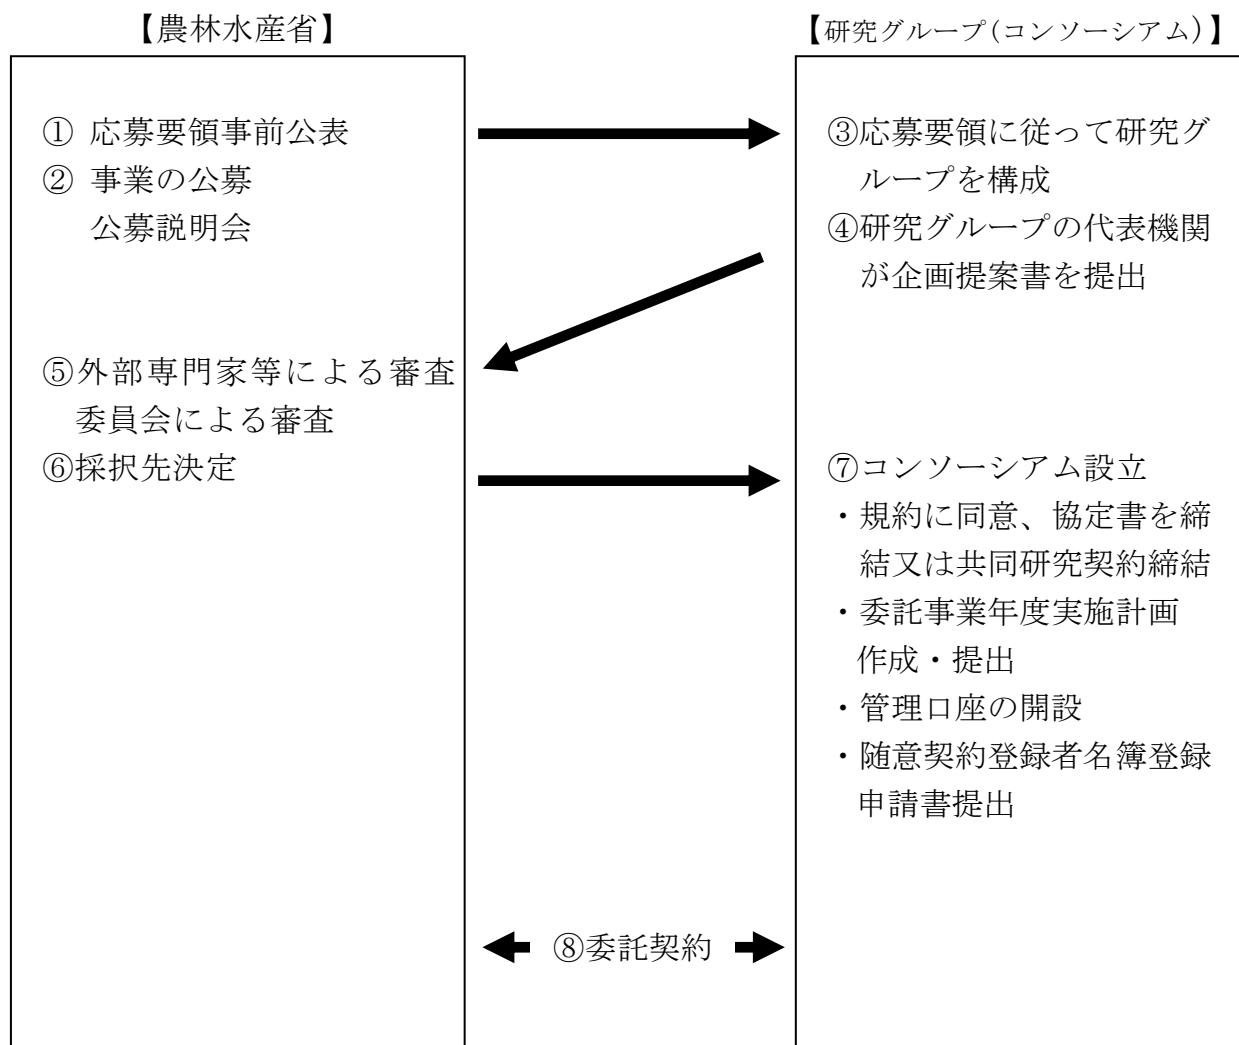 【農林水産省】
① 応募要領事前公表
② 事業の公募
公募説明会
⑤外部専門家等による審査
委員会による審査
⑥採択先決定
【研究グループ(コンソーシアム)】
③応募要領に従って研究グ
ループを構成
④研究グループの代表機関
が企画提案書を提出
⑦コンソーシアム設立
・規約に同意、協定書を締
結又は共同研究契約締結
・委託事業年度実施計画
作成・提出
・管理口座の開設
・随意契約登録者名簿登録
申請書提出
⑧委託契約